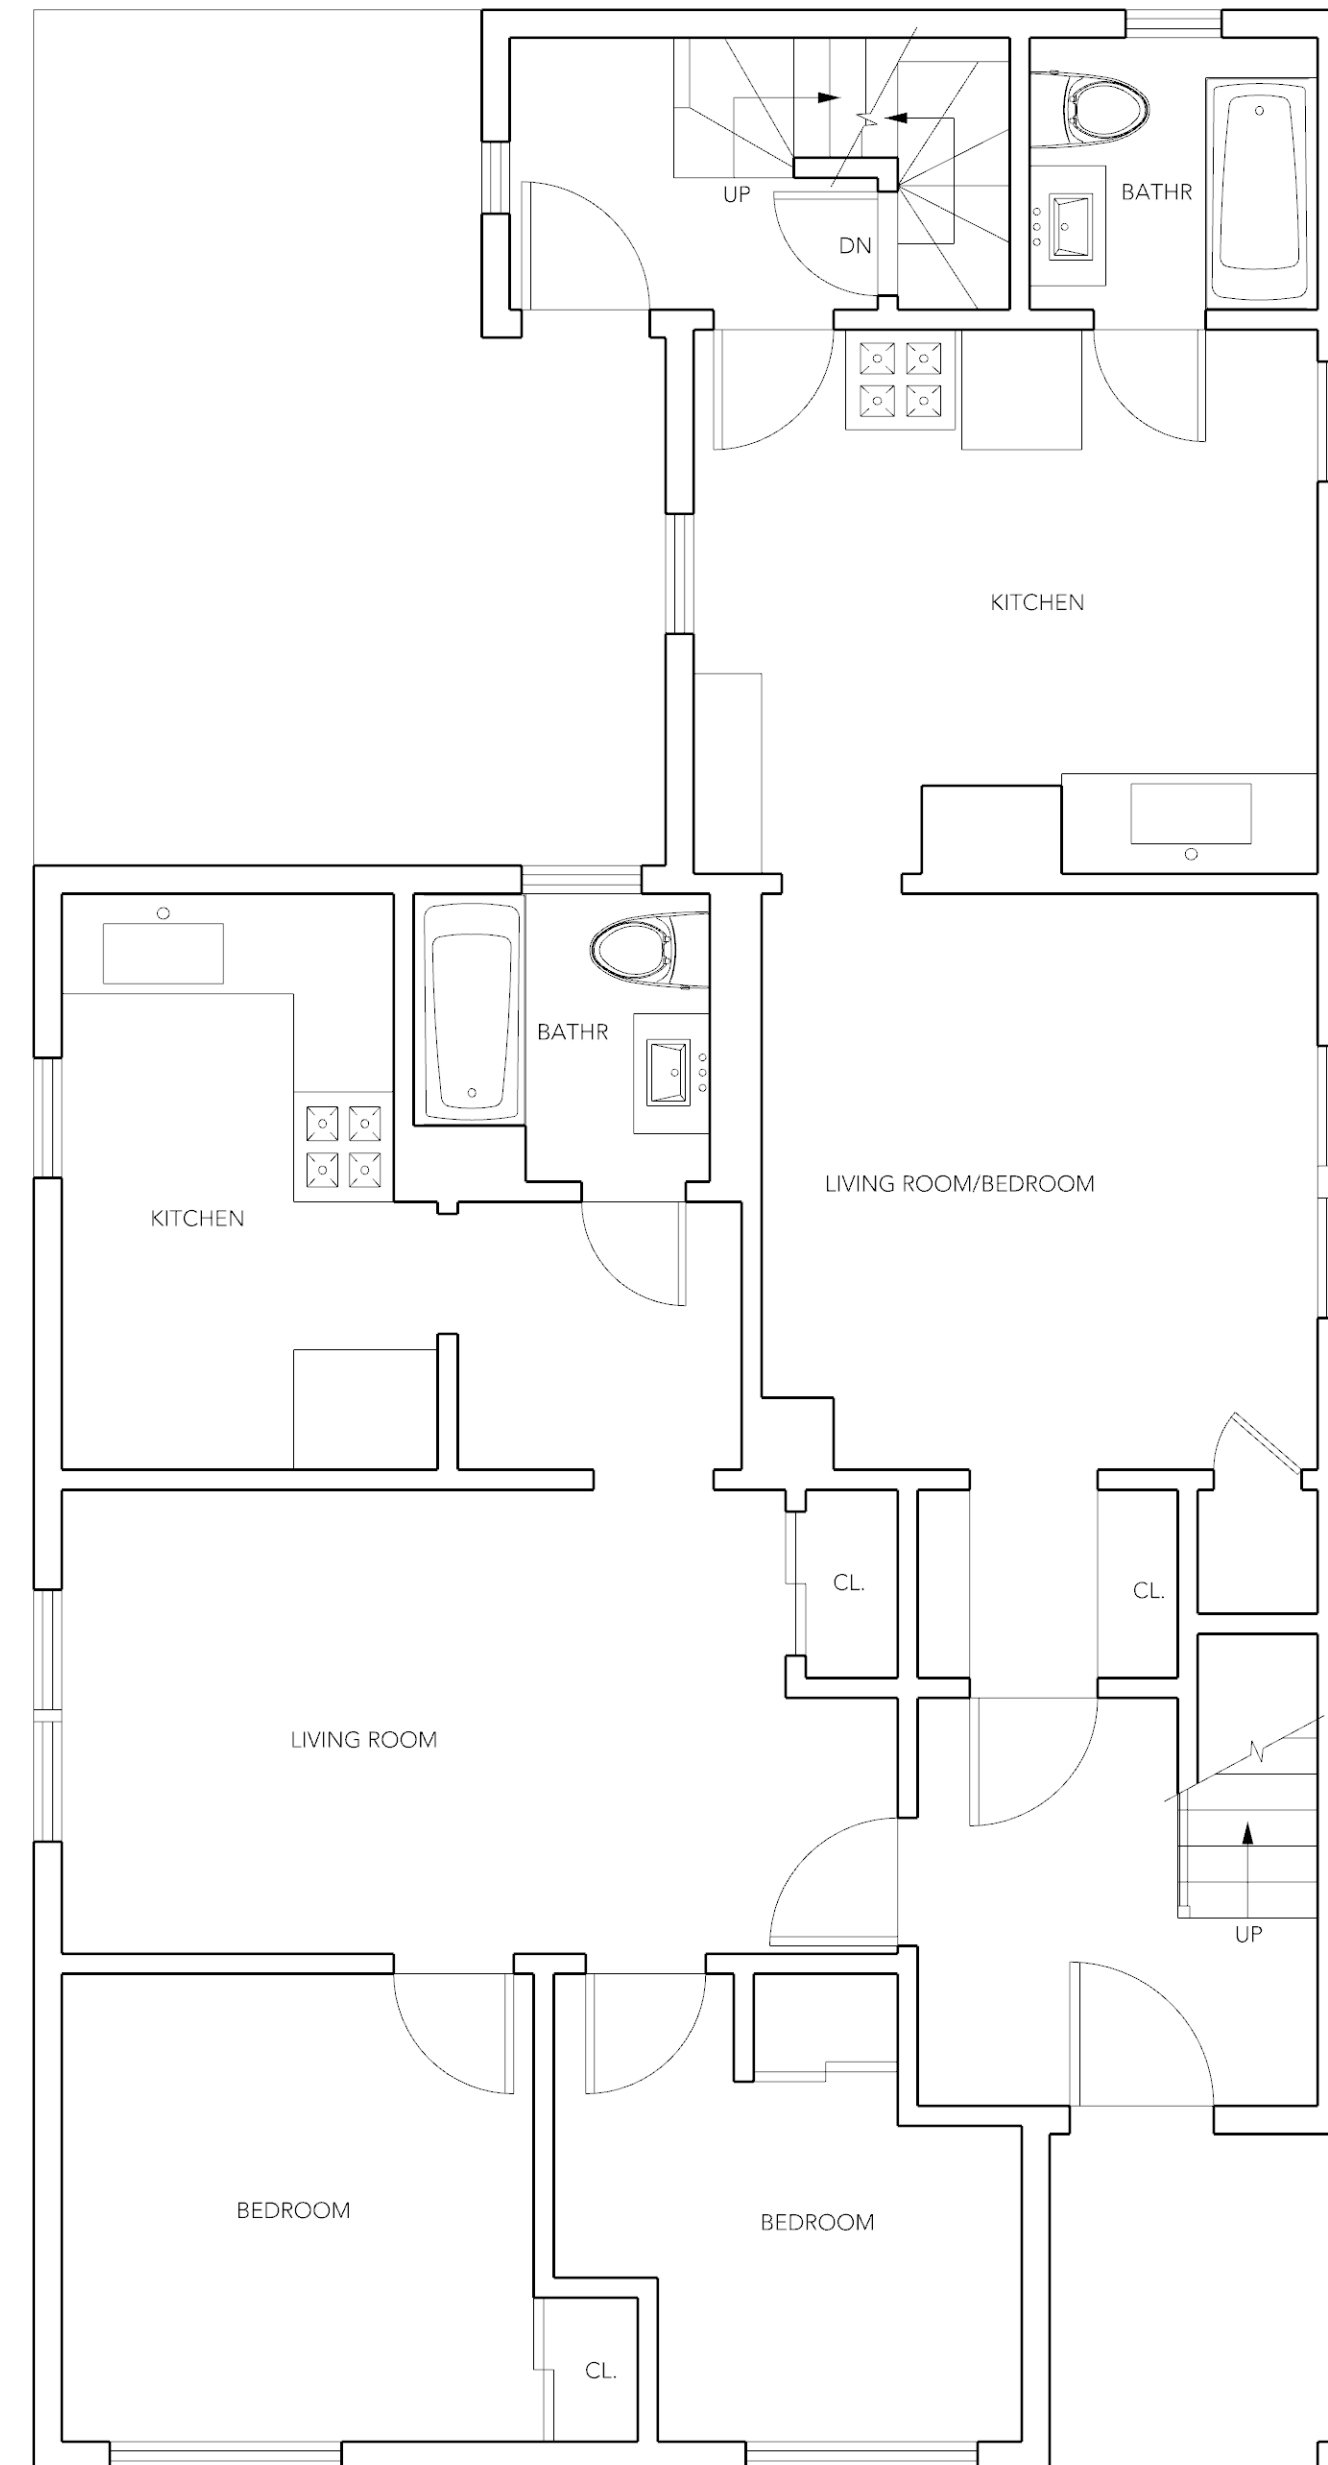 BATHR
UP
DN
KITCHEN
BATHR
LIVING ROOM/BEDROOM
KITCHEN
CL.
CL.
LIVING ROOM
UP
BEDROOM
BEDROOM
CL.